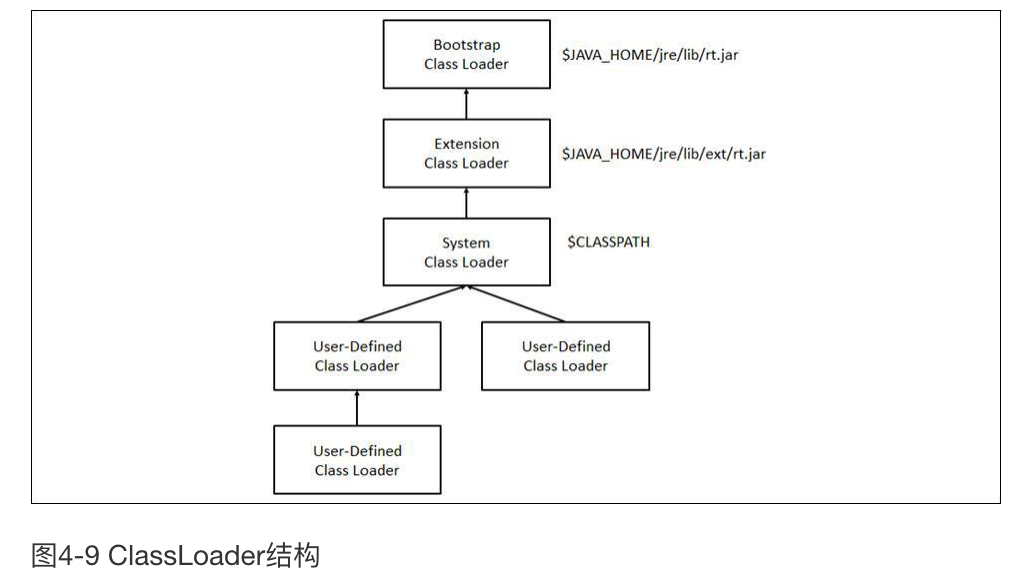 Bootstrap
Class Loader
$JAVA_HOME/jre/lib/rt.jar
Extension
Class Loader
$JAVA_HOME/jre/lib/ext/rt.jar
System
Class Loader
$CLASSPATH
User-Defined
Class Loader
User-Defined
Class Loader
User-Defined
Class Loader
图4-9 ClassLoader结构